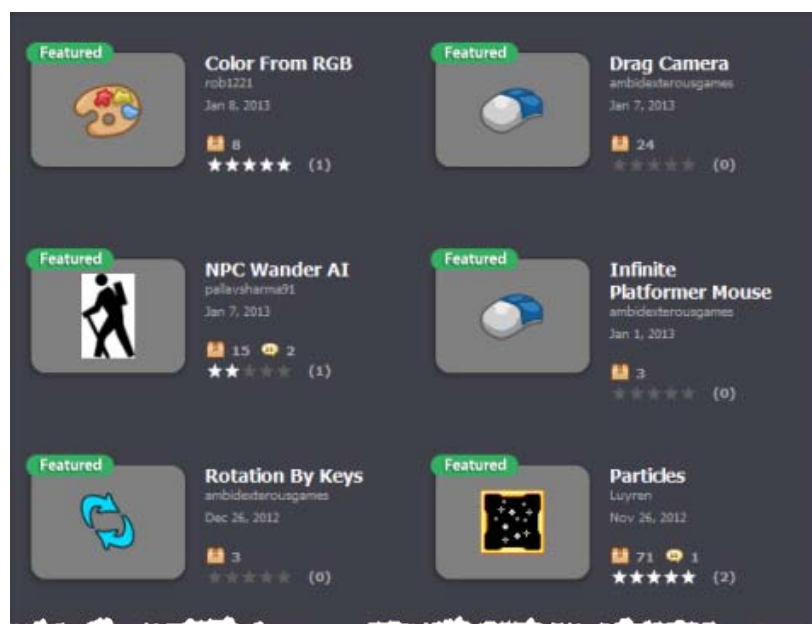 Featured
Color From RGB
rob1221
Jan 8, 2013
8
(1)
Featured
Drag Camera
ambidexterousgames
Jan 7, 2013
24
(0)
Featured
NPC Wander AI
pallavsharma91
Jan 7, 2013
15 2
(1)
Featured
Infinite
Platformer Mouse
ambidexterousgames
Jan 1, 2013
3
(0)
Featured
Rotation By Keys
ambidexterousgames
Dec 26, 2012
3
(0)
Featured
Particles
Luyren
Nov 26, 2012
71 1
(2)